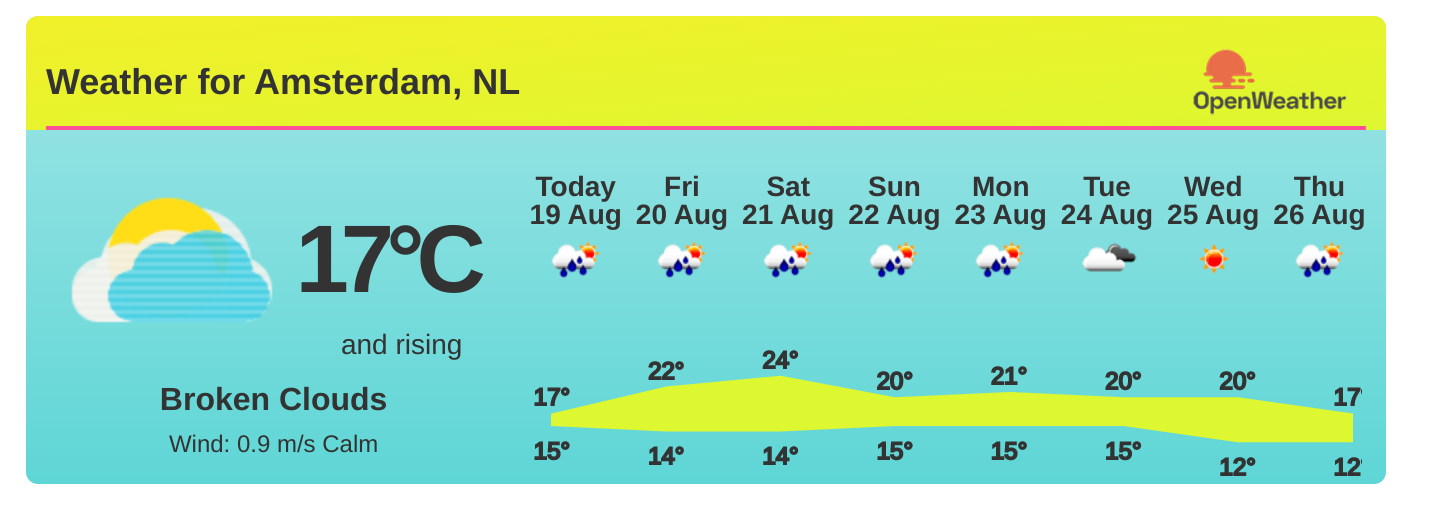 Weather for Amsterdam, NL
OpenWeather
Today Fri Sat Sun Mon Tue Wed Thu
19 Aug 20 Aug 21 Aug 22 Aug 23 Aug 24 Aug 25 Aug 26 Aug
17°C
and rising
Broken Clouds
Wind: 0.9 m/s Calm
17° 22° 24° 20° 21° 20° 20° 17
15° 14° 14° 15° 15° 15° 12° 12